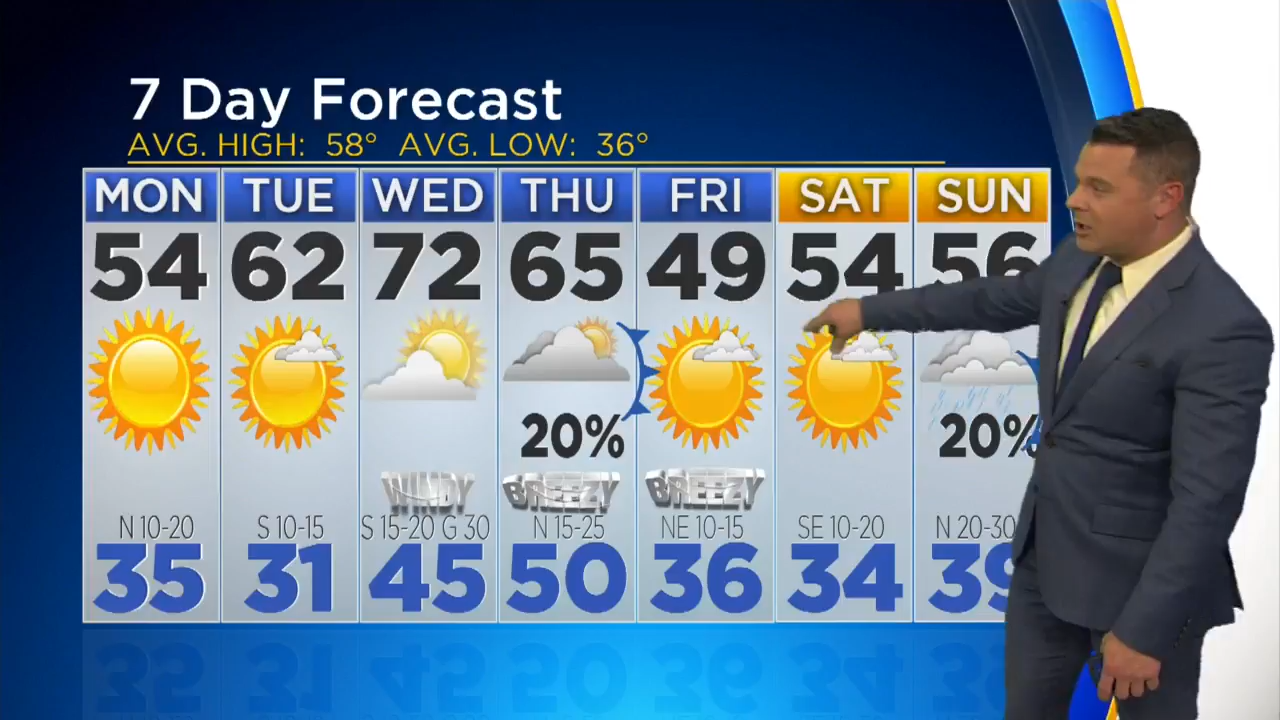 7 Day Forecast
AVG. HIGH: 58° AVG. LOW: 36°
MON TUE WED THU FRI SAT SUN
54 62 72 65 49 54 56
20% 20%
WINDY BREEZY BREEZY
N 10-20 S 10-15 S 15-20 G 30 N 15-25 NE 10-15 SE 10-20 N 20-30
35 31 45 50 36 34 39